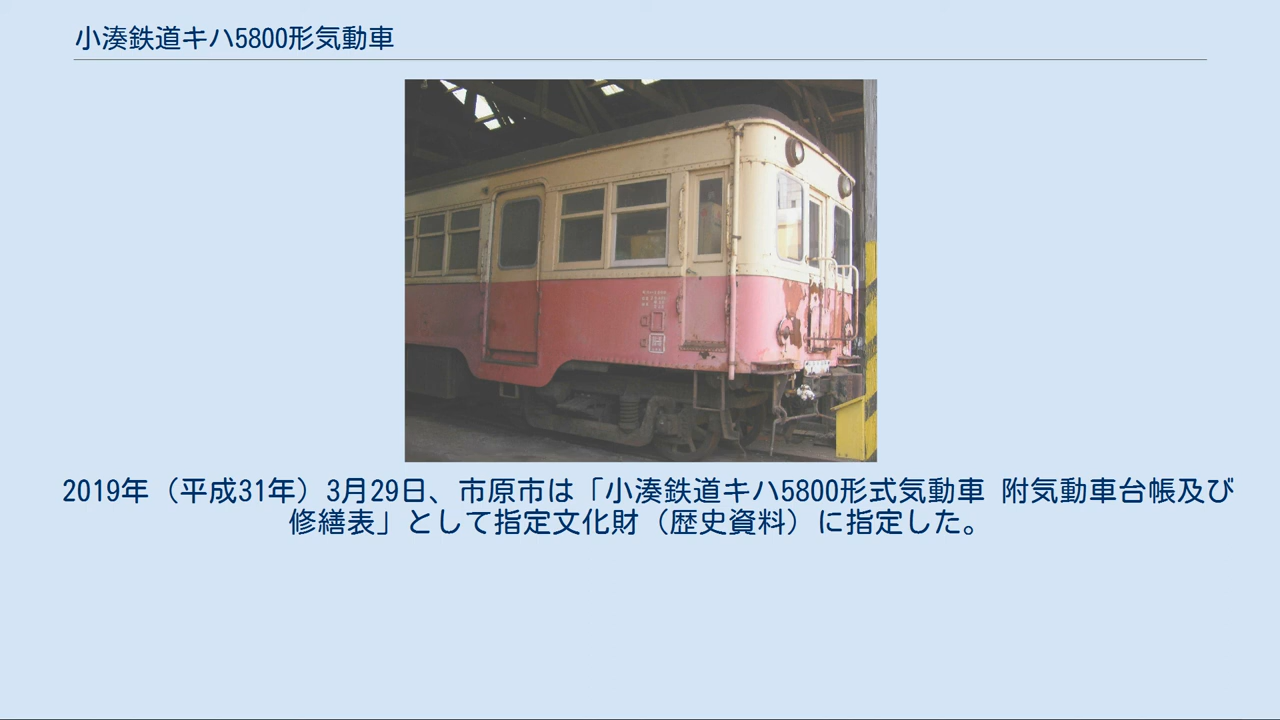 小湊鉄道キハ5800形気動車
2019年（平成31年）3月29日、市原市は「小湊鉄道キハ5800形式気動車 附気動車台帳及び
修繕表」として指定文化財（歴史資料）に指定した。